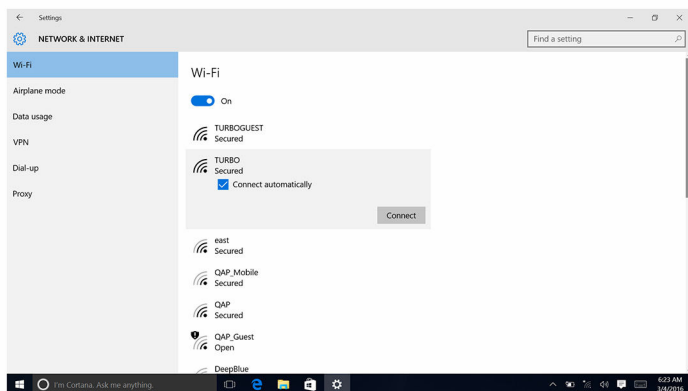 Settings
NETWORK & INTERNET
Find a setting
Wi-Fi
Airplane mode
Data usage
VPN
Dial-up
Proxy
Wi-Fi
On
TURBOGUEST
Secured
TURBO
Secured
Connect automatically
Connect
east
Secured
QAP_Mobile
Secured
QAP
Secured
QAP_Guest
Open
DeepBlue
I'm Cortana. Ask me anything.
6:23 AM
3/4/2016